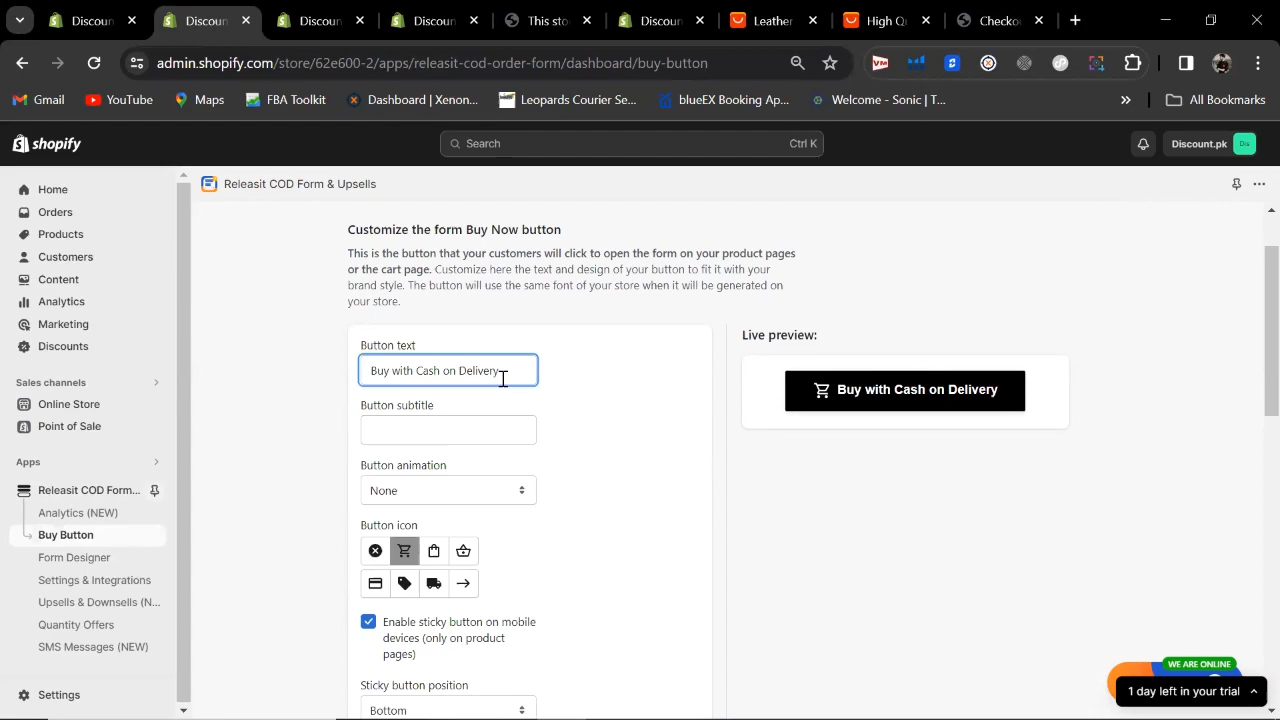 Discoun
Discoun
Discoun
Discoun
This sto
Discoun
Leather
High Qu
Checkou
admin.shopify.com/store/62e600-2/apps/releasit-cod-order-form/dashboard/buy-button
Gmail
YouTube
Maps
FBA Toolkit
Dashboard | Xenon...
Leopards Courier Se...
blueEX Booking Ap...
Welcome - Sonic | T...
All Bookmarks
shopify
Search
Ctrl K
Discount.pk
Dis
Home
Orders
Products
Customers
Content
Analytics
Marketing
Discounts
Sales channels
Online Store
Point of Sale
Apps
Releasit COD Form...
Analytics (NEW)
Buy Button
Form Designer
Settings & Integrations
Upsells & Downsells (N...
Quantity Offers
SMS Messages (NEW)
Settings
Releasit COD Form & Upsells
Customize the form Buy Now button
This is the button that your customers will click to open the form on your product pages
or the cart page. Customize here the text and design of your button to fit it with your
brand style. The button will use the same font of your store when it will be generated on
your store.
Button text
Buy with Cash on Delivery
Button subtitle
Button animation
None
Button icon
Enable sticky button on mobile
devices (only on product
pages)
Sticky button position
Bottom
Live preview:
Buy with Cash on Delivery
WE ARE ONLINE
1 day left in your trial